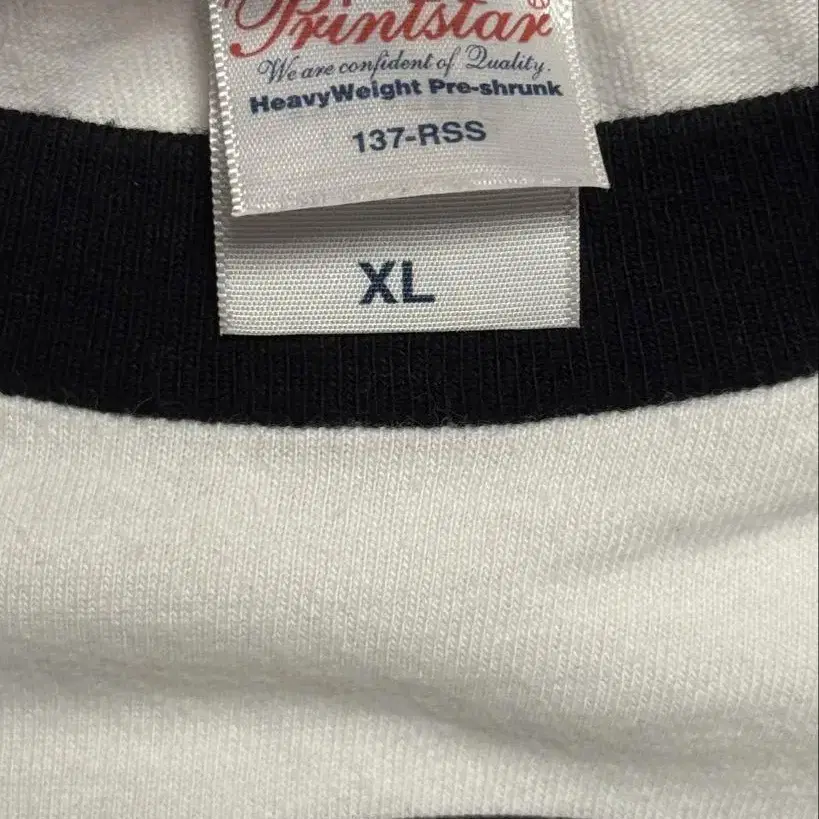 Printstar®
We are confident of Quality.
HeavyWeight Pre-shrunk
137-RSS
XL